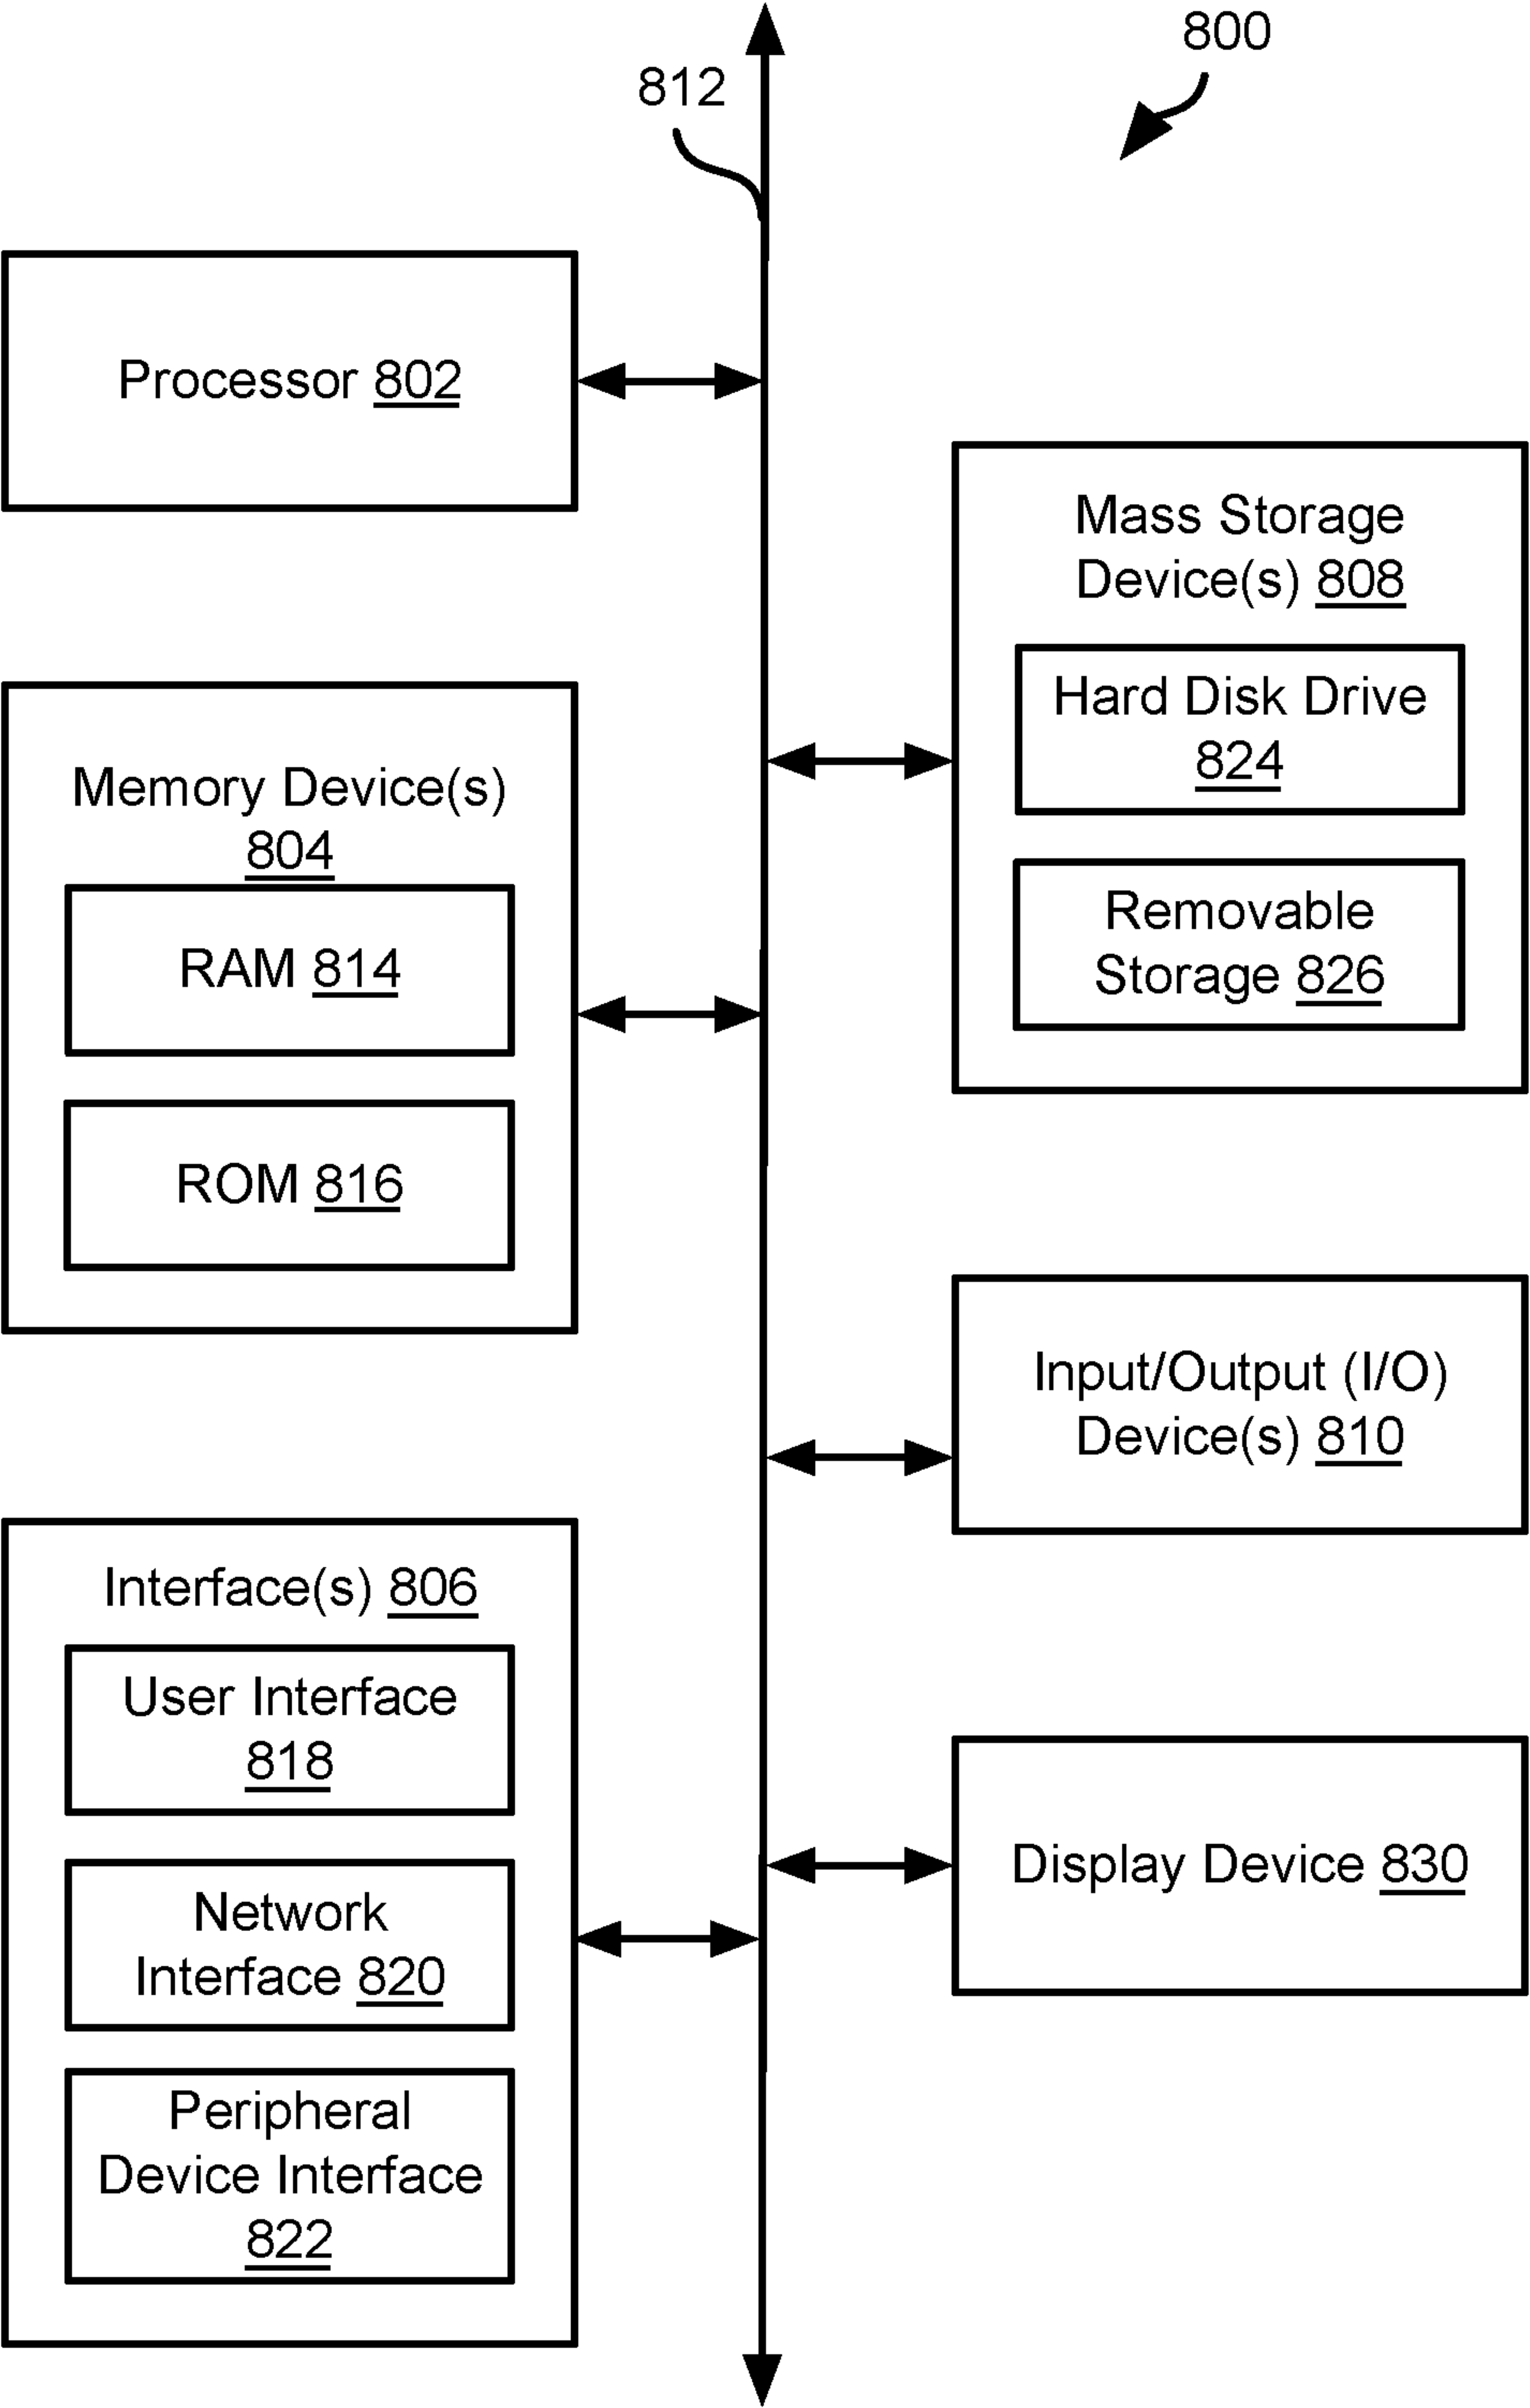 800
812
Processor 802
Mass Storage
Device(s) 808
Hard Disk Drive
824
Removable
Storage 826
Memory Device(s)
804
RAM 814
ROM 816
Input/Output (I/O)
Device(s) 810
Interface(s) 806
User Interface
818
Network
Interface 820
Peripheral
Device Interface
822
Display Device 830